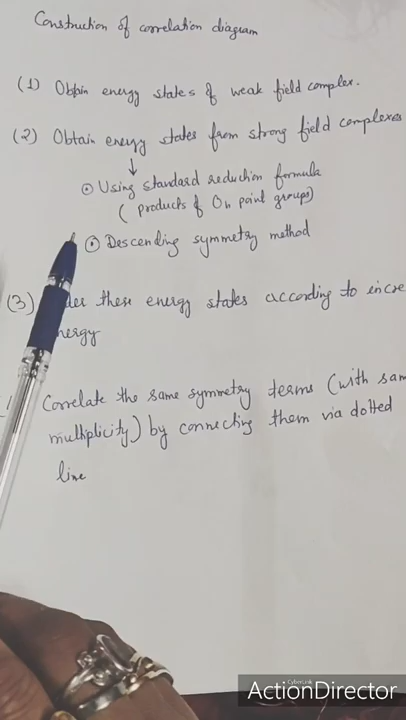 Construction of correlation diagram
(1) Obtain energy states of weak field complex.
(2) Obtain energy states from strong field complexes
Using standard reduction formula
( products of Oh point groups)
Descending symmetry method
(3) these energy states according to incre
nergy
Correlate the same symmetry terms (with sam
multiplicity) by connecting them via dotted
line
CyberLink
ActionDirector